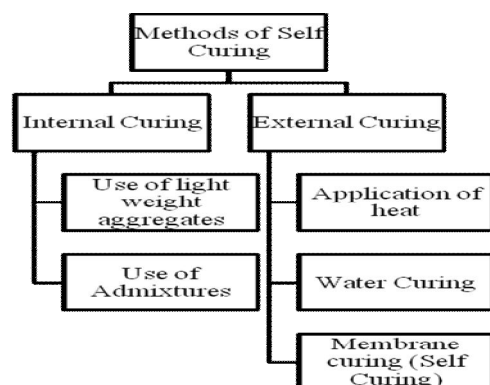 Methods of Self
Curing
Internal Curing
External Curing
Use of light
weight
aggregates
Application of
heat
Use of
Admixtures
Water Curing
Membrane
curing (Self
Curing)